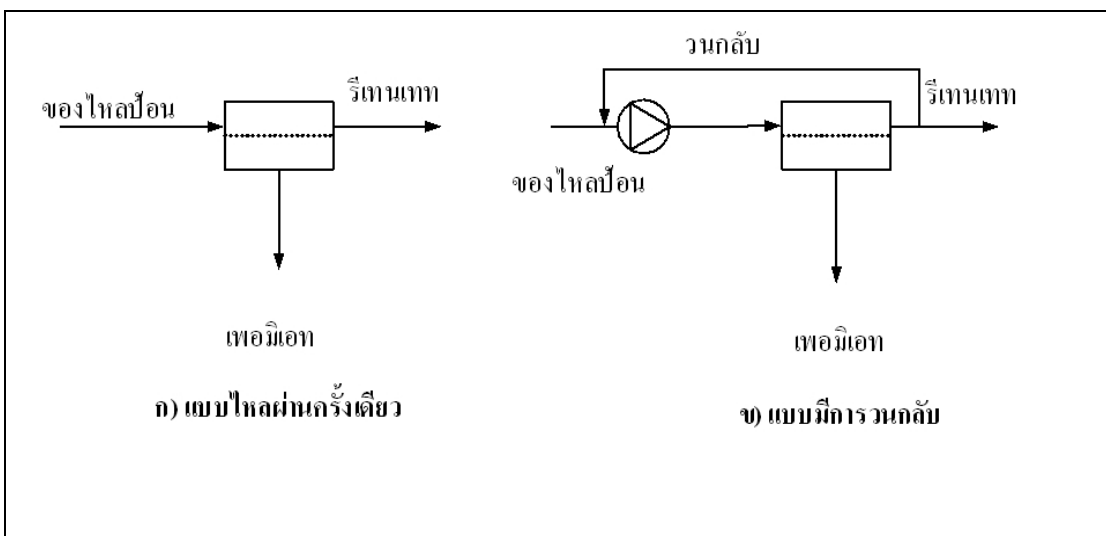 ของไหลป้อน
รีเทนเทท
เพอมิเอท
ก) แบบไหลผ่านครั้งเดียว
วนกลับ
รีเทนเทท
ของไหลป้อน
เพอมิเอท
ข) แบบมีการวนกลับ